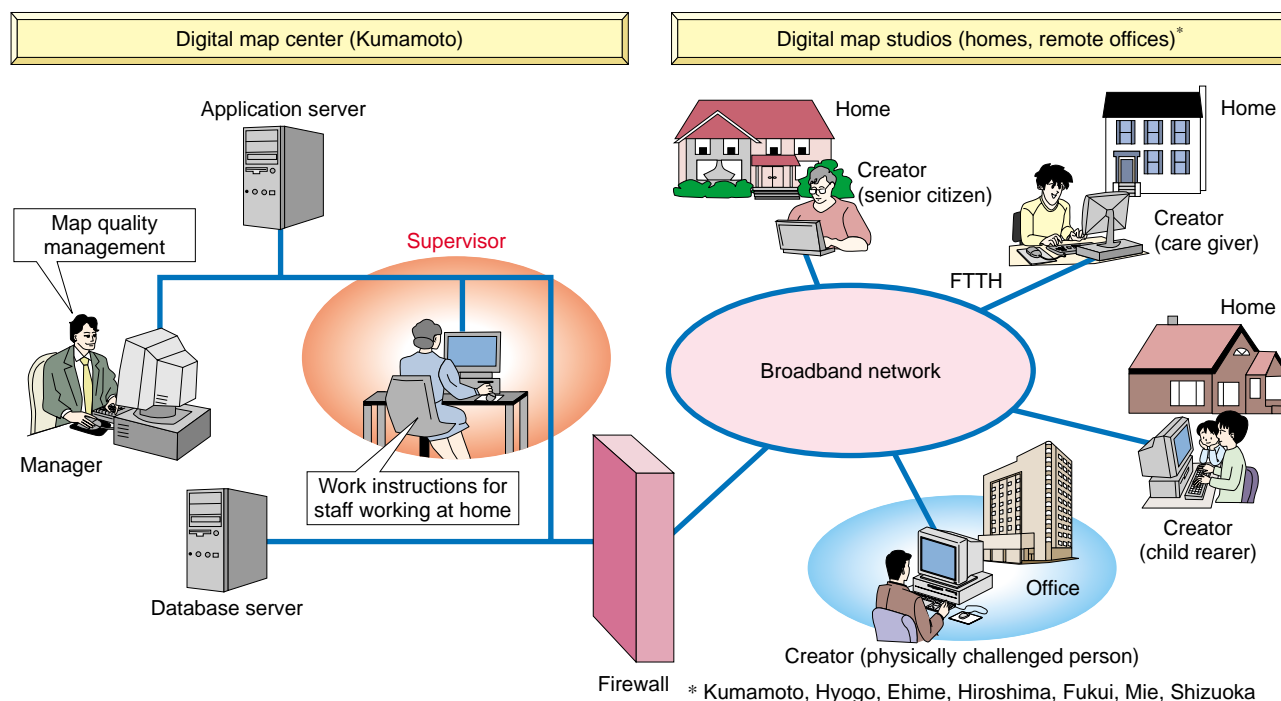 Digital map center (Kumamoto)
Digital map studios (homes, remote offices)*
Application server
Map quality
management
Supervisor
Manager
Work instructions for
staff working at home
Database server
Firewall
Home
Creator
(senior citizen)
Home
Creator
(care giver)
FTTH
Broadband network
Home
Creator
(child rearer)
Office
Creator (physically challenged person)
* Kumamoto, Hyogo, Ehime, Hiroshima, Fukui, Mie, Shizuoka